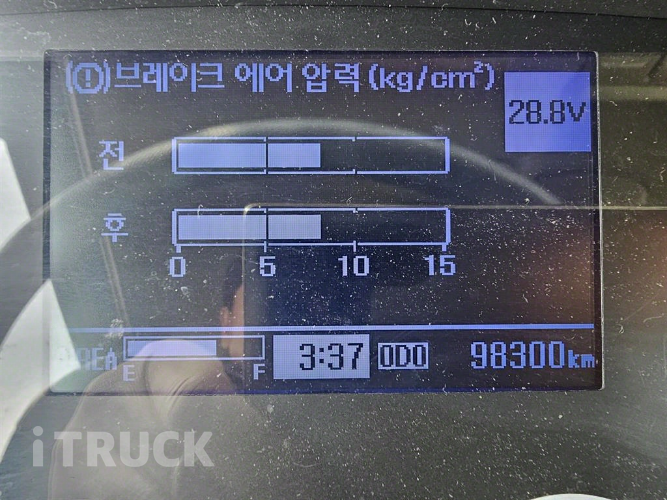 (!) 브레이크 에어 압력 (kg/cm²)
28.8V
전
후
0 5 10 15
UREA
E F
3:37 ODO 98300km
iTRUCK